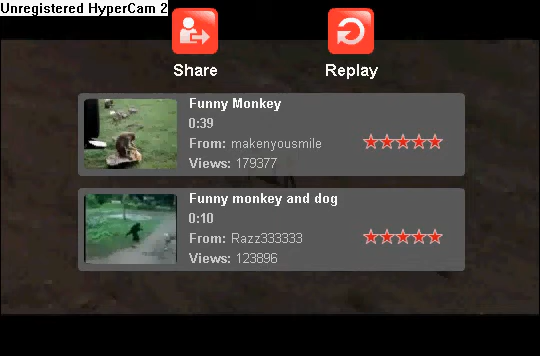 Unregistered HyperCam 2
Share
Replay
Funny Monkey
0:39
From: makenyousmile
Views: 179377
Funny monkey and dog
0:10
From: Razz333333
Views: 123896